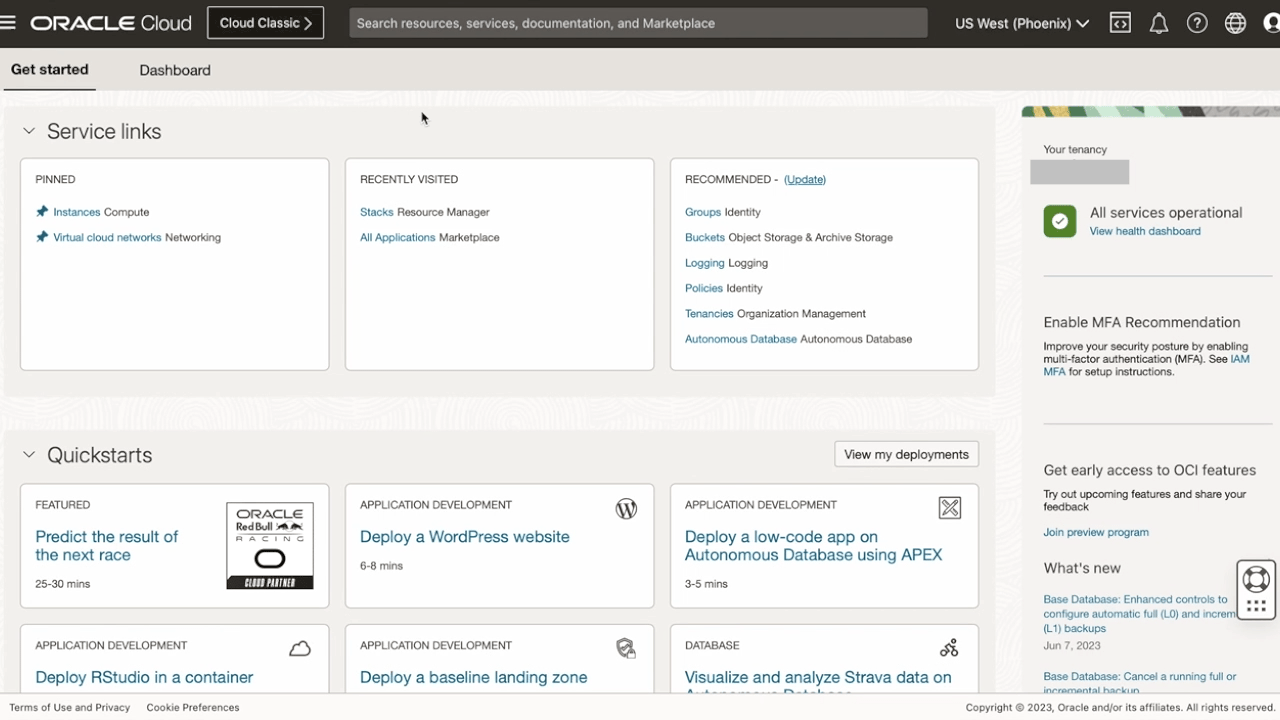 ORACLE Cloud
Cloud Classic
Search resources, services, documentation, and Marketplace
US West (Phoenix)
Get started
Dashboard
Service links
PINNED
Instances Compute
Virtual cloud networks Networking
RECENTLY VISITED
Stacks Resource Manager
All Applications Marketplace
RECOMMENDED - (Update)
Groups Identity
Buckets Object Storage & Archive Storage
Logging Logging
Policies Identity
Tenancies Organization Management
Autonomous Database Autonomous Database
Your tenancy
All services operational
View health dashboard
Enable MFA Recommendation
Improve your security posture by enabling
multi-factor authentication (MFA). See IAM
MFA for setup instructions.
Quickstarts
View my deployments
FEATURED
Predict the result of
the next race
25-30 mins
ORACLE
Red Bull
RACING
CLOUD PARTNER
APPLICATION DEVELOPMENT
Deploy a WordPress website
6-8 mins
APPLICATION DEVELOPMENT
Deploy a low-code app on
Autonomous Database using APEX
3-5 mins
APPLICATION DEVELOPMENT
Deploy RStudio in a container
APPLICATION DEVELOPMENT
Deploy a baseline landing zone
DATABASE
Visualize and analyze Strava data on
Autonomous Database
Get early access to OCI features
Try out upcoming features and share your
feedback
Join preview program
What's new
Base Database: Enhanced controls to
configure automatic full (L0) and increm
(L1) backups
Jun 7, 2023
Base Database: Cancel a running full or
incremental backup
Terms of Use and Privacy
Cookie Preferences
Copyright © 2023, Oracle and/or its affiliates. All rights reserved.